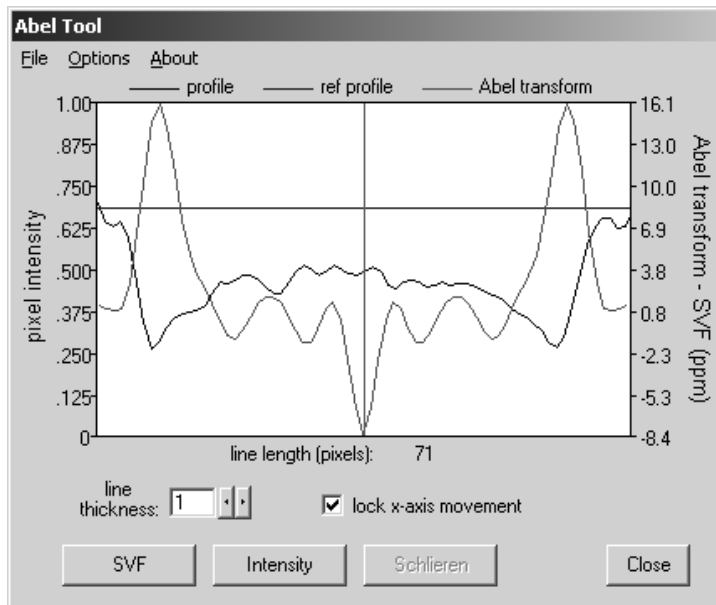 Abel Tool
File Options About
profile ref profile Abel transform
1.00
.875
.750
.625
.500
.375
.250
.125
0
pixel intensity
16.1
13.0
10.0
6.9
3.8
0.8
-2.3
-5.3
-8.4
Abel transform - SVF (ppm)
line length (pixels): 71
line
thickness: 1
lock x-axis movement
SVF Intensity Schlieren Close